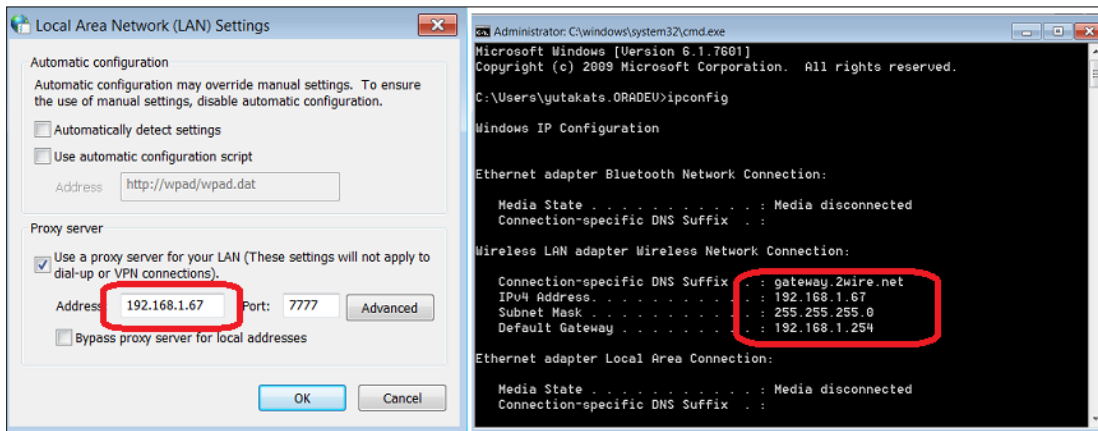 Local Area Network (LAN) Settings
Automatic configuration
Automatic configuration may override manual settings. To ensure
the use of manual settings, disable automatic configuration.
Automatically detect settings
Use automatic configuration script
Address http://wpad/wpad.dat
Proxy server
Use a proxy server for your LAN (These settings will not apply to
dial-up or VPN connections).
Address 192.168.1.67 Port: 7777 Advanced
Bypass proxy server for local addresses
OK Cancel
Administrator: C:\windows\system32\cmd.exe
Microsoft Windows [Version 6.1.7601]
Copyright (c) 2009 Microsoft Corporation. All rights reserved.
C:\Users\yutakats.ORADEV>ipconfig
Windows IP Configuration
Ethernet adapter Bluetooth Network Connection:
Media State . . . . . . . . . . . : Media disconnected
Connection-specific DNS Suffix . :
Wireless LAN adapter Wireless Network Connection:
Connection-specific DNS Suffix . : gateway.2wire.net
IPv4 Address. . . . . . . . . . . : 192.168.1.67
Subnet Mask . . . . . . . . . . . : 255.255.255.0
Default Gateway . . . . . . . . . : 192.168.1.254
Ethernet adapter Local Area Connection:
Media State . . . . . . . . . . . : Media disconnected
Connection-specific DNS Suffix . :